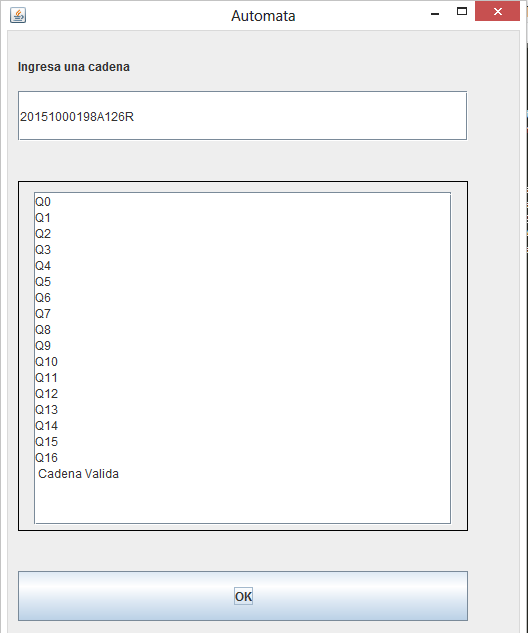 Automata
Ingresa una cadena
20151000198A126R
Q0
Q1
Q2
Q3
Q4
Q5
Q6
Q7
Q8
Q9
Q10
Q11
Q12
Q13
Q14
Q15
Q16
Cadena Valida
OK